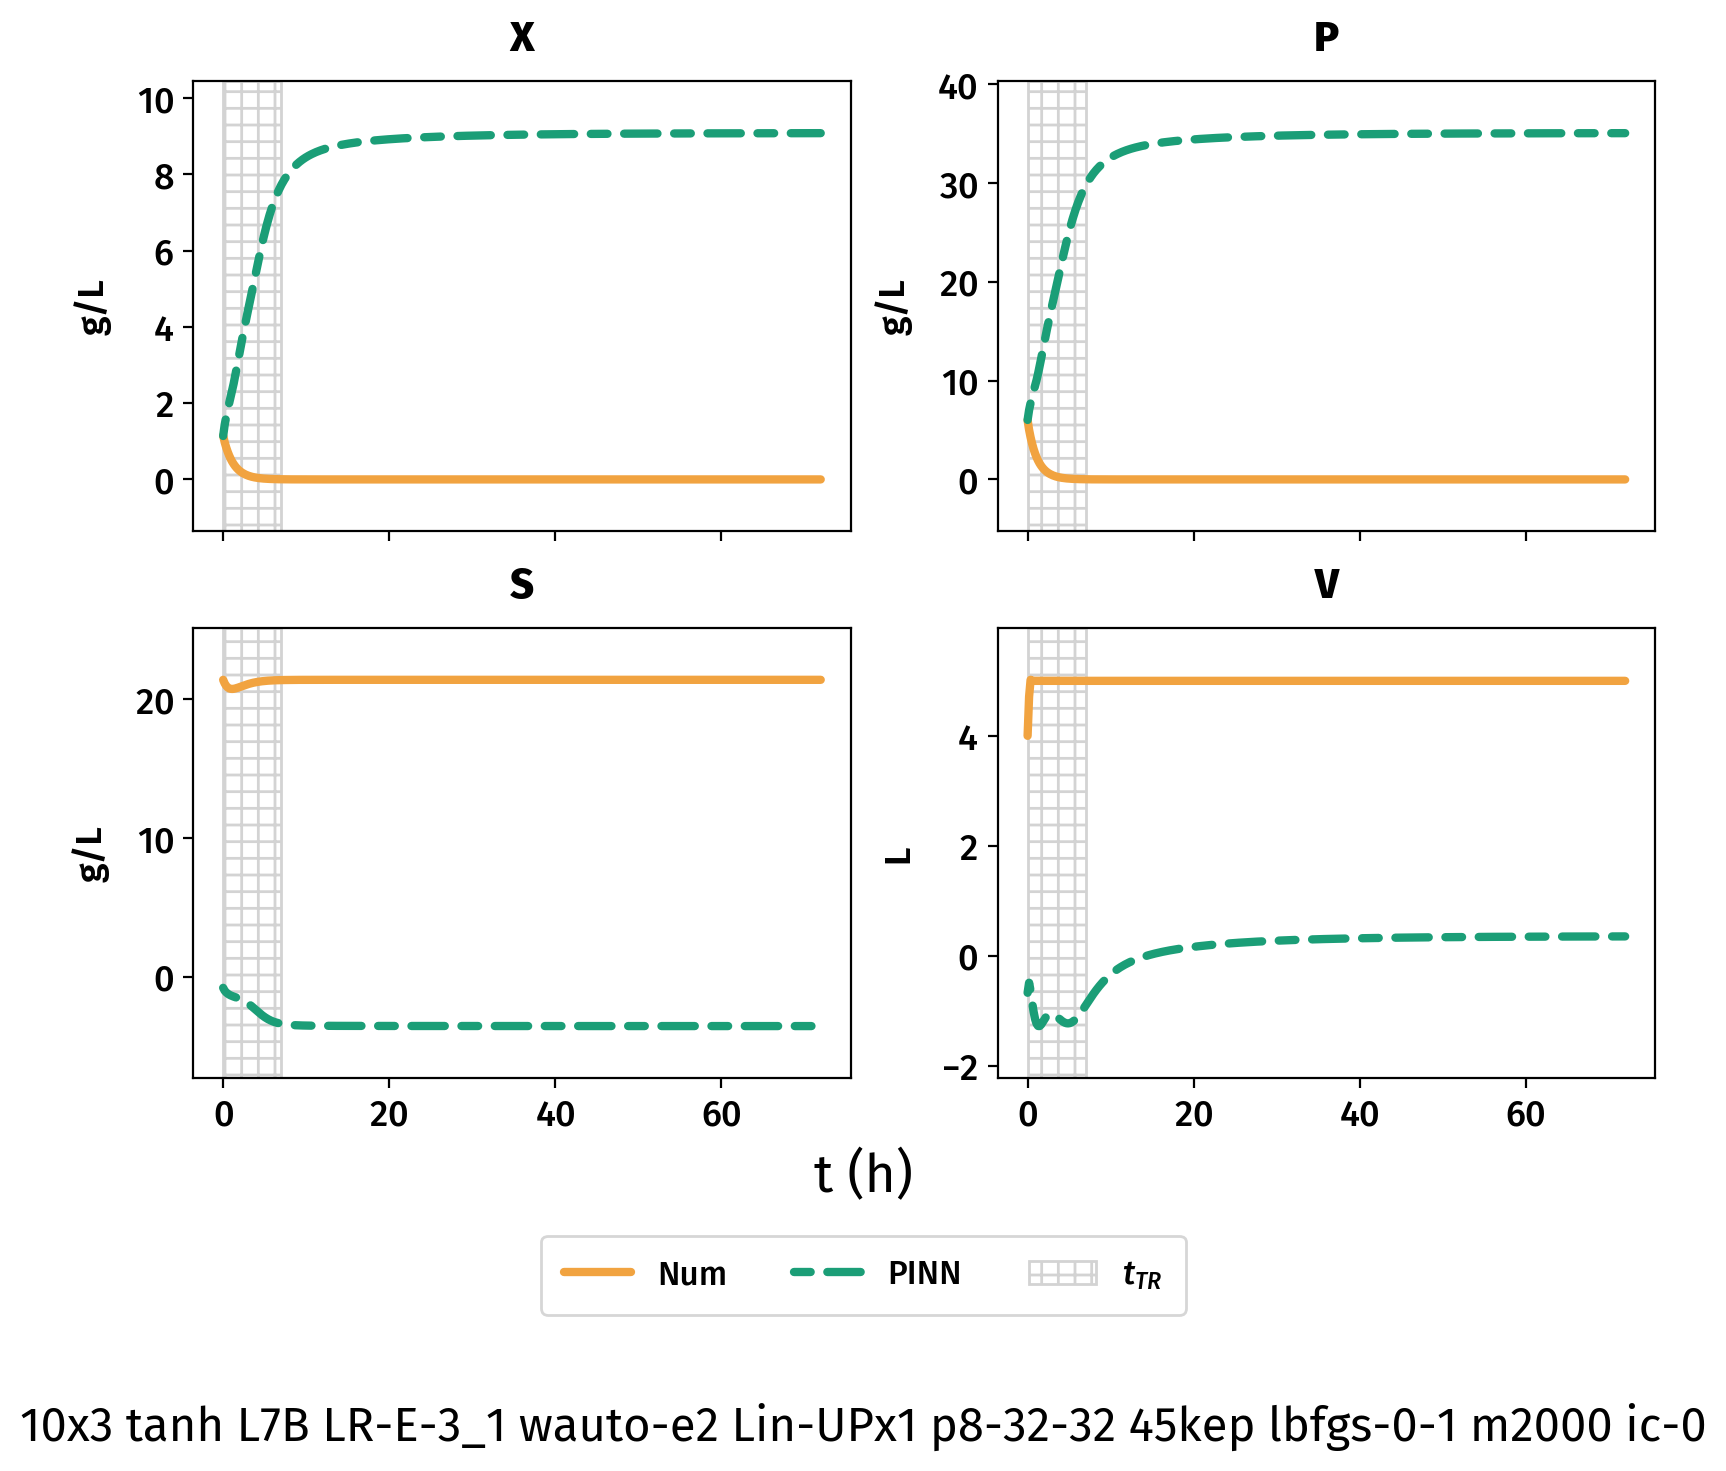 X
P
10
8
6
4
2
0
g/L
40
30
20
10
0
g/L
S
V
20
10
0
g/L
4
2
0
−2
L
0 20 40 60
0 20 40 60
t (h)
Num PINN tTR
10x3 tanh L7B LR-E-3_1 wauto-e2 Lin-UPx1 p8-32-32 45kep lbfgs-0-1 m2000 ic-0